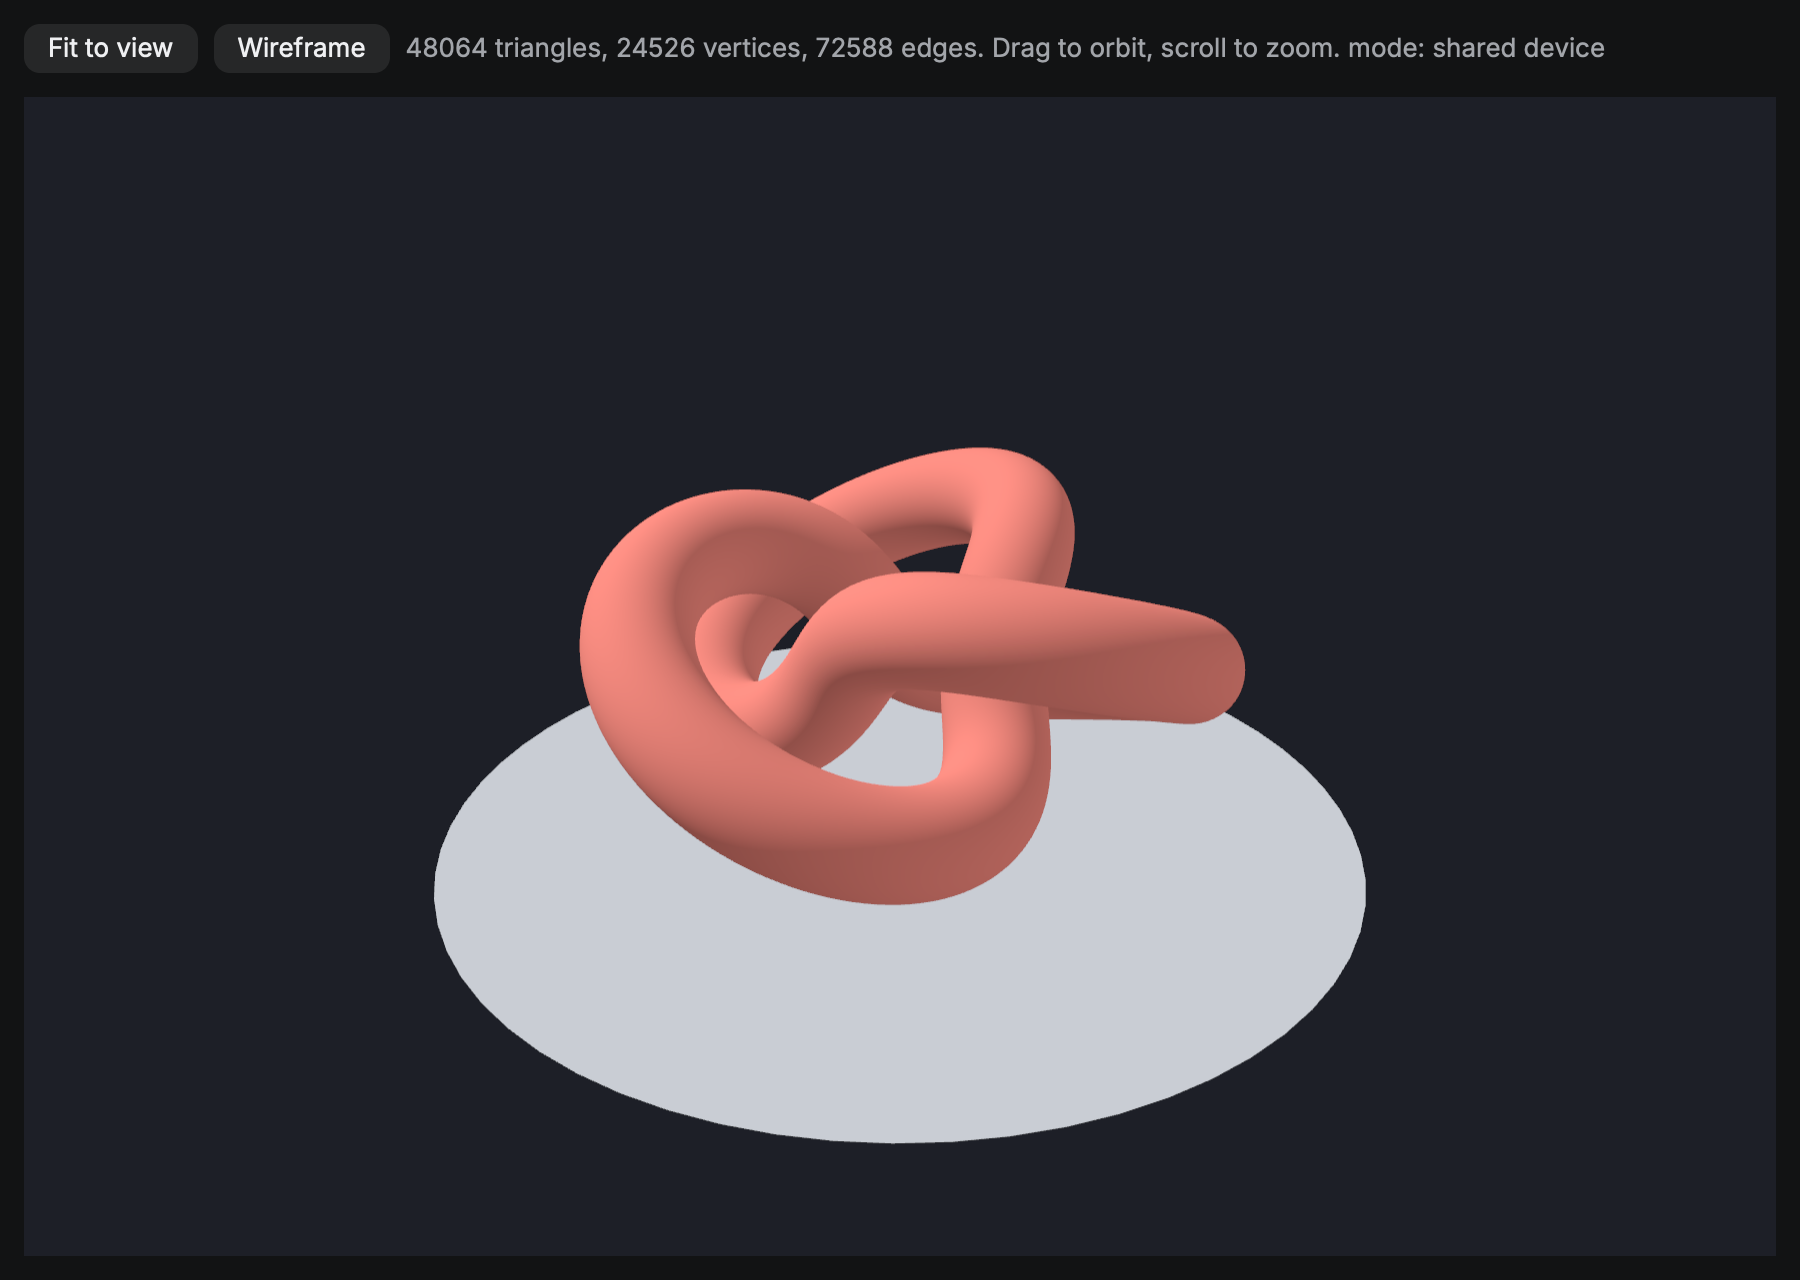 Fit to view Wireframe 48064 triangles, 24526 vertices, 72588 edges. Drag to orbit, scroll to zoom. mode: shared device